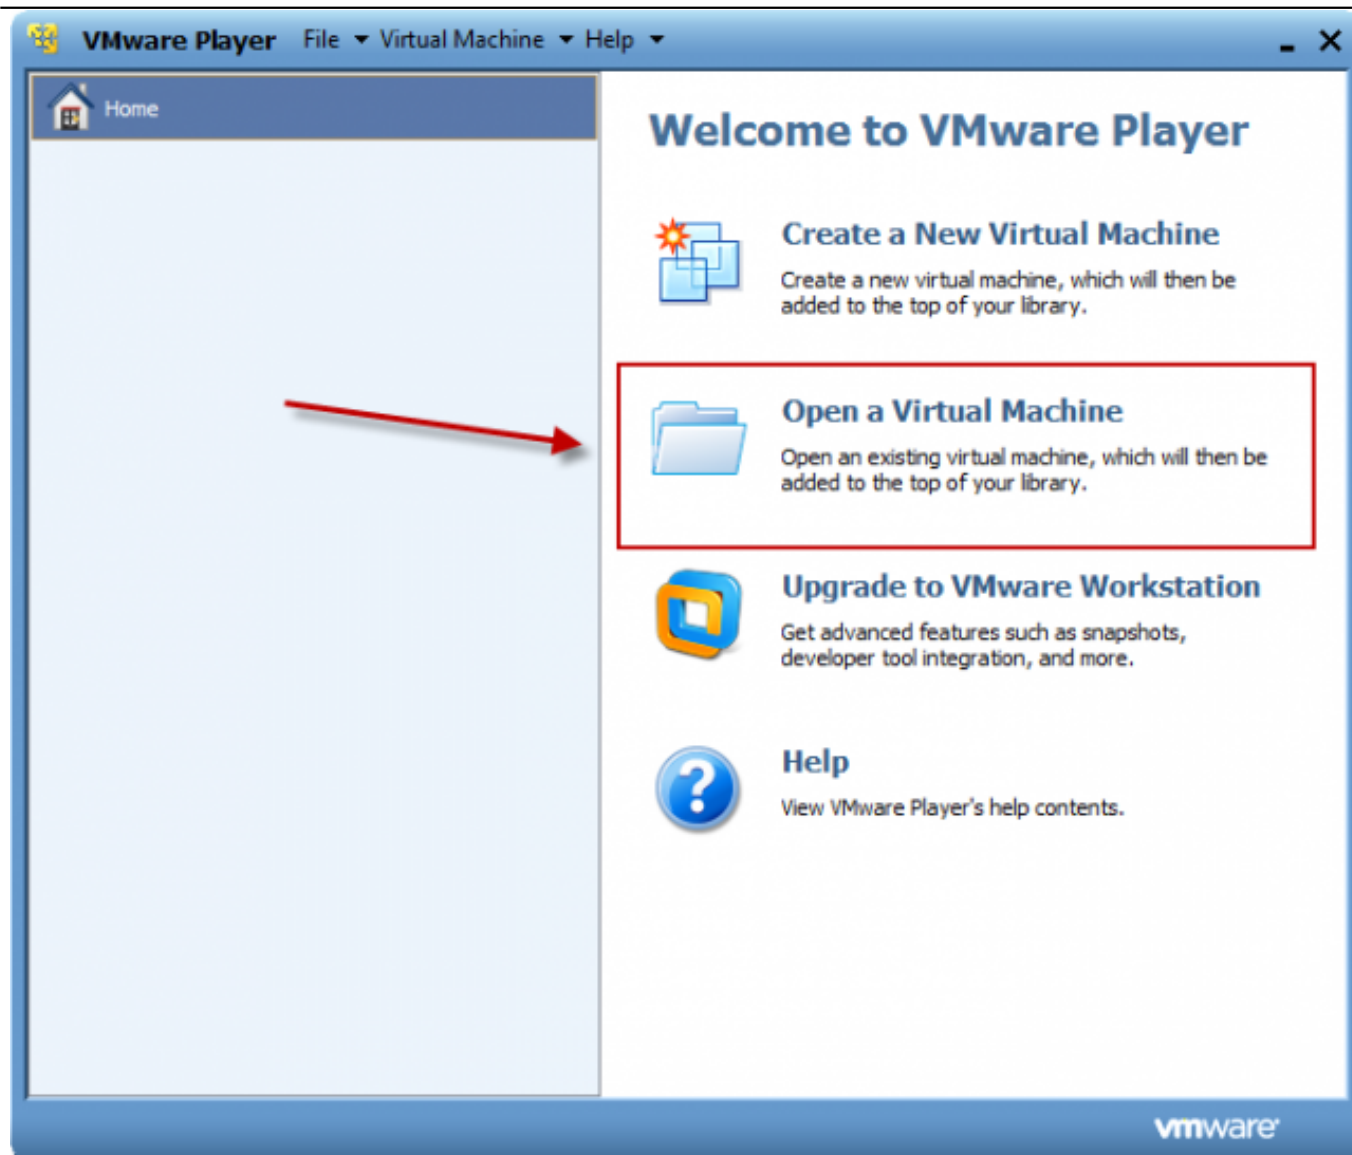 VMware Player File Virtual Machine Help
Home
Welcome to VMware Player
Create a New Virtual Machine
Create a new virtual machine, which will then be
added to the top of your library.
Open a Virtual Machine
Open an existing virtual machine, which will then be
added to the top of your library.
Upgrade to VMware Workstation
Get advanced features such as snapshots,
developer tool integration, and more.
Help
View VMware Player's help contents.
vmware